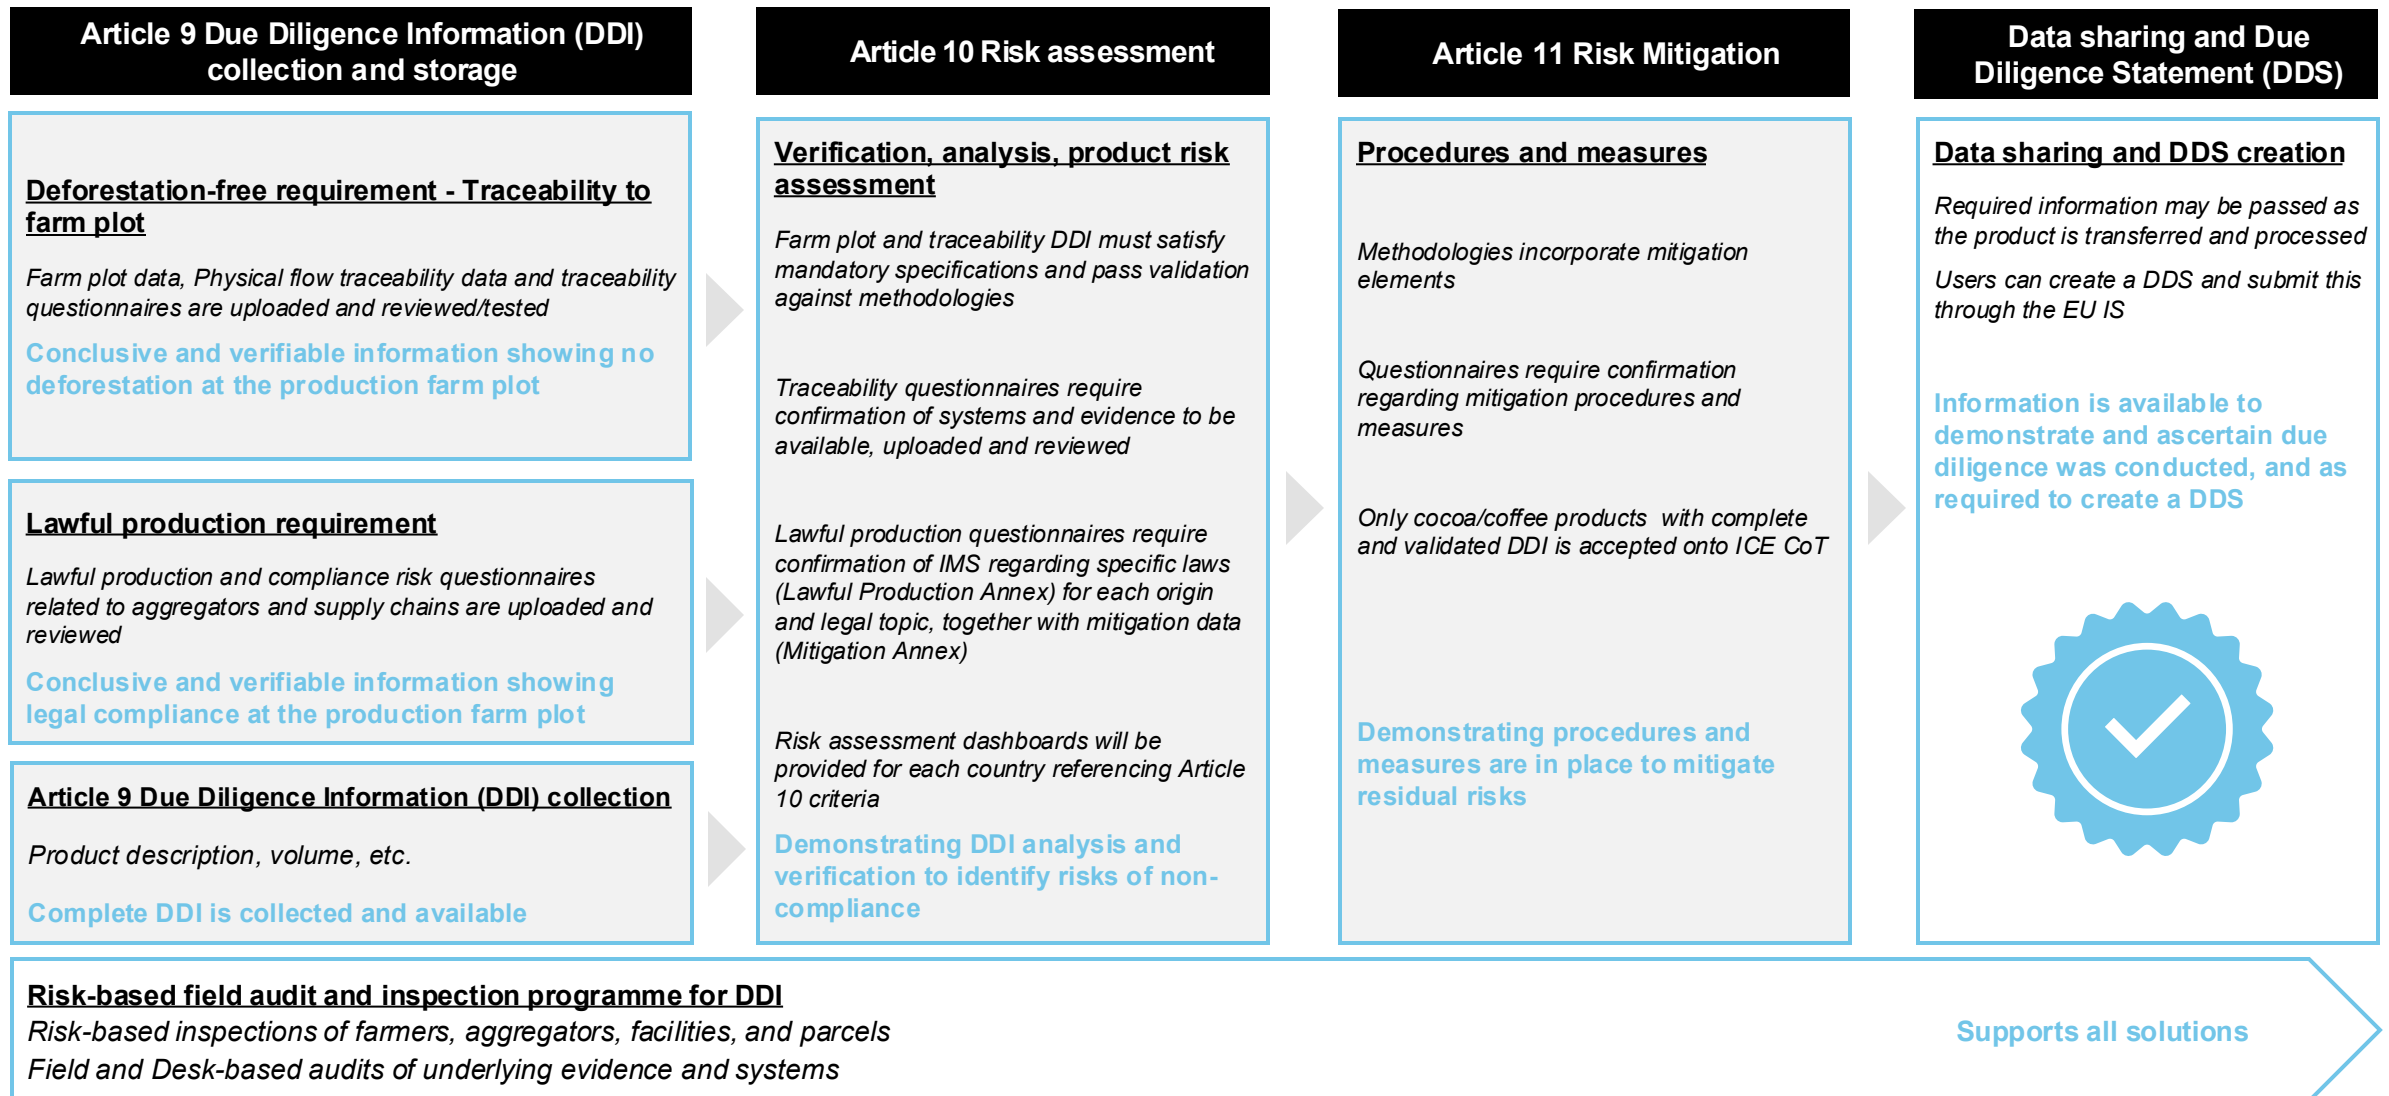 Article 9 Due Diligence Information (DDI)
collection and storage
Deforestation-free requirement - Traceability to
farm plot
Farm plot data, Physical flow traceability data and traceability
questionnaires are uploaded and reviewed/tested
Conclusive and verifiable information showing no
deforestation at the production farm plot
Lawful production requirement
Lawful production and compliance risk questionnaires
related to aggregators and supply chains are uploaded and
reviewed
Conclusive and verifiable information showing
legal compliance at the production farm plot
Article 9 Due Diligence Information (DDI) collection
Product description, volume, etc.
Complete DDI is collected and available
Article 10 Risk assessment
Verification, analysis, product risk
assessment
Farm plot and traceability DDI must satisfy
mandatory specifications and pass validation
against methodologies
Traceability questionnaires require
confirmation of systems and evidence to be
available, uploaded and reviewed
Lawful production questionnaires require
confirmation of IMS regarding specific laws
(Lawful Production Annex) for each origin
and legal topic, together with mitigation data
(Mitigation Annex)
Risk assessment dashboards will be
provided for each country referencing Article
10 criteria
Demonstrating DDI analysis and
verification to identify risks of non-
compliance
Article 11 Risk Mitigation
Procedures and measures
Methodologies incorporate mitigation
elements
Questionnaires require confirmation
regarding mitigation procedures and
measures
Only cocoa/coffee products with complete
and validated DDI is accepted onto ICE CoT
Demonstrating procedures and
measures are in place to mitigate
residual risks
Data sharing and Due
Diligence Statement (DDS)
Data sharing and DDS creation
Required information may be passed as
the product is transferred and processed
Users can create a DDS and submit this
through the EU IS
Information is available to
demonstrate and ascertain due
diligence was conducted, and as
required to create a DDS
Risk-based field audit and inspection programme for DDI
Risk-based inspections of farmers, aggregators, facilities, and parcels
Field and Desk-based audits of underlying evidence and systems
Supports all solutions